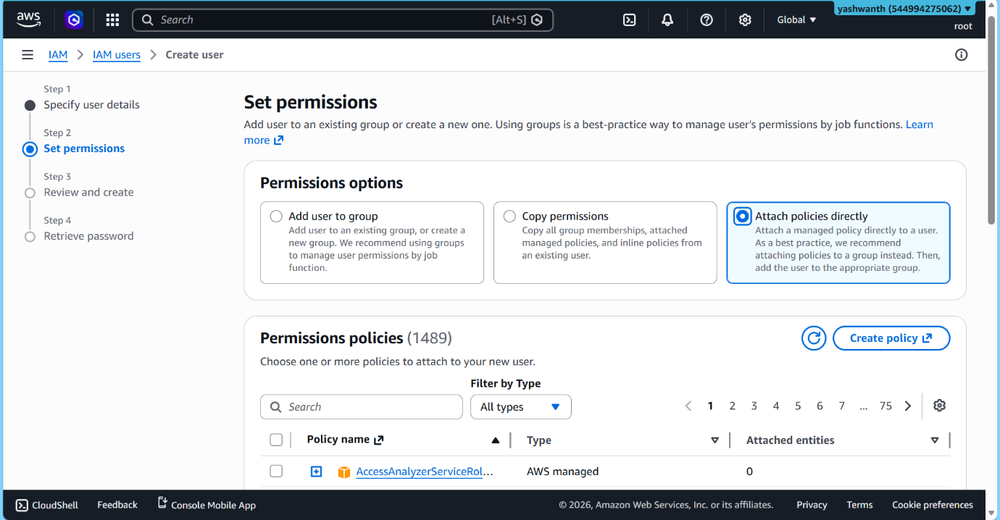 aws
Search
[Alt+S]
Global
yashwanth (544994275062)
root
IAM
IAM users
Create user
Step 1
Specify user details
Step 2
Set permissions
Step 3
Review and create
Step 4
Retrieve password
Set permissions
Add user to an existing group or create a new one. Using groups is a best-practice way to manage user's permissions by job functions. Learn
more
Permissions options
Add user to group
Add user to an existing group, or create a
new group. We recommend using groups
to manage user permissions by job
function.
Copy permissions
Copy all group memberships, attached
managed policies, and inline policies from
an existing user.
Attach policies directly
Attach a managed policy directly to a user.
As a best practice, we recommend
attaching policies to a group instead. Then,
add the user to the appropriate group.
Permissions policies (1489)
Create policy
Choose one or more policies to attach to your new user.
Filter by Type
Search
All types
1 2 3 4 5 6 7 ... 75
Policy name Type Attached entities
AccessAnalyzerServiceRol... AWS managed 0
CloudShell Feedback Console Mobile App © 2026, Amazon Web Services, Inc. or its affiliates. Privacy Terms Cookie preferences